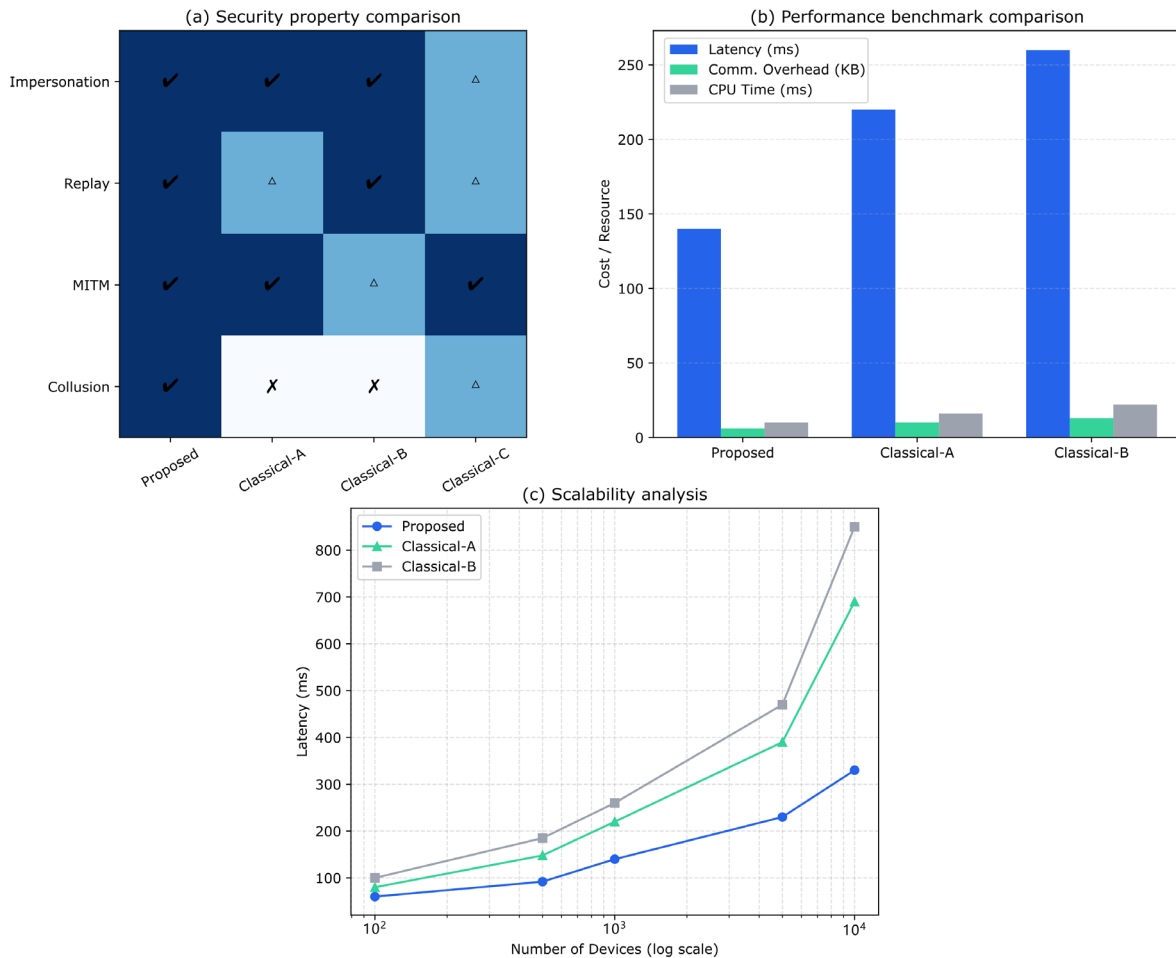 (a) Security property comparison
Impersonation ✔ ✔ ✔ △
Replay ✔ △ ✔ △
MITM ✔ ✔ △ ✔
Collusion ✔ ✗ ✗ △
Proposed Classical-A Classical-B Classical-C
(b) Performance benchmark comparison
Latency (ms)
Comm. Overhead (KB)
CPU Time (ms)
Cost / Resource
250
200
150
100
50
0
Proposed Classical-A Classical-B
(c) Scalability analysis
Proposed
Classical-A
Classical-B
Latency (ms)
800
700
600
500
400
300
200
100
10² 10³ 10⁴
Number of Devices (log scale)